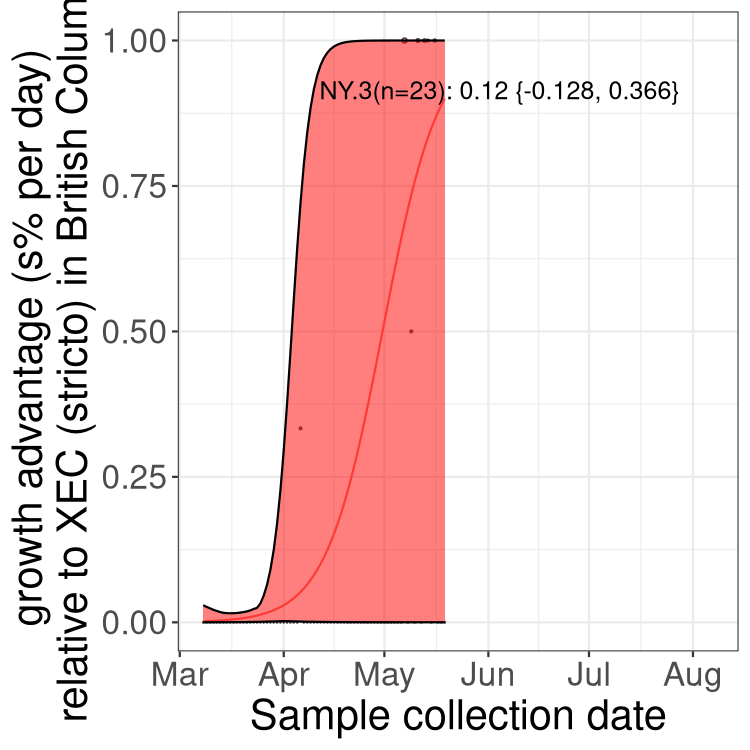 growth advantage (s% per day)
relative to XEC (stricto) in British Colum
1.00
0.75
0.50
0.25
0.00
NY.3(n=23): 0.12 {-0.128, 0.366}
Mar Apr May Jun Jul Aug
Sample collection date